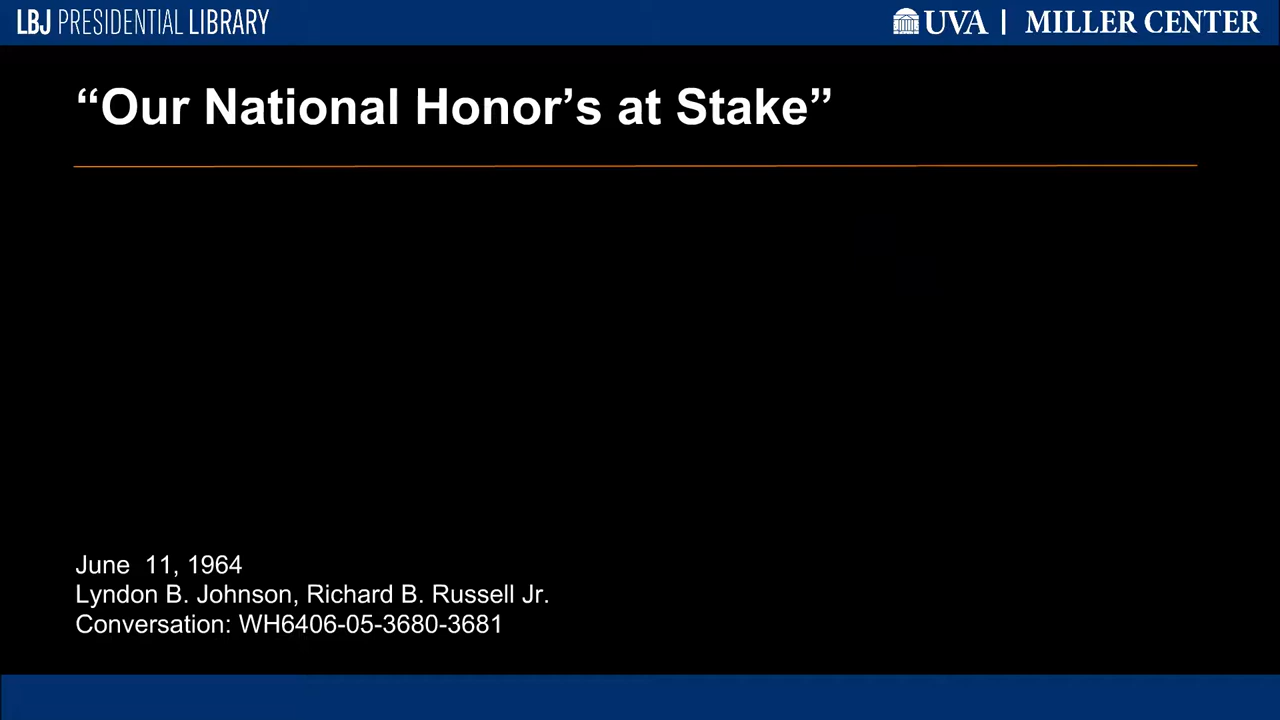 LBJ PRESIDENTIAL LIBRARY
UVA | MILLER CENTER
“Our National Honor’s at Stake”
June  11, 1964
Lyndon B. Johnson, Richard B. Russell Jr.
Conversation: WH6406-05-3680-3681